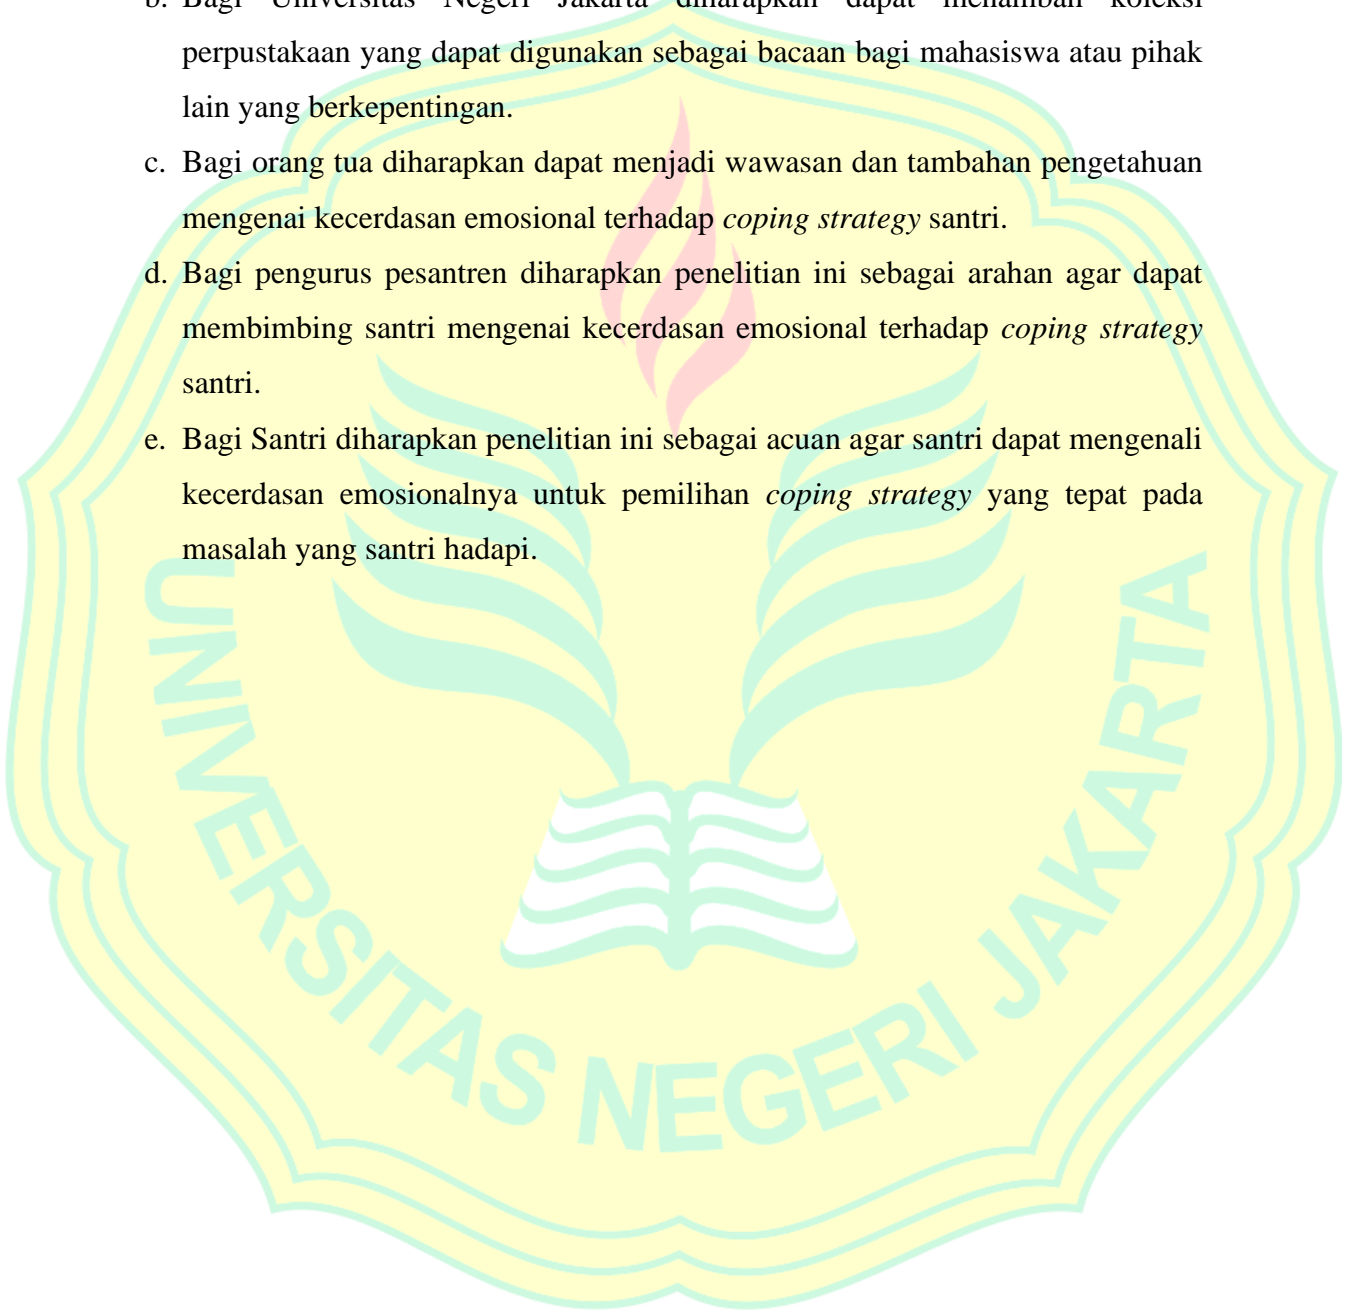 b. Bagi Universitas Negeri Jakarta diharapkan dapat menambah koleksi
perpustakaan yang dapat digunakan sebagai bacaan bagi mahasiswa atau pihak
lain yang berkepentingan.
c. Bagi orang tua diharapkan dapat menjadi wawasan dan tambahan pengetahuan
mengenai kecerdasan emosional terhadap coping strategy santri.
d. Bagi pengurus pesantren diharapkan penelitian ini sebagai arahan agar dapat
membimbing santri mengenai kecerdasan emosional terhadap coping strategy
santri.
e. Bagi Santri diharapkan penelitian ini sebagai acuan agar santri dapat mengenali
kecerdasan emosionalnya untuk pemilihan coping strategy yang tepat pada
masalah yang santri hadapi.
UNIVERSITAS NEGERI JAKARTA